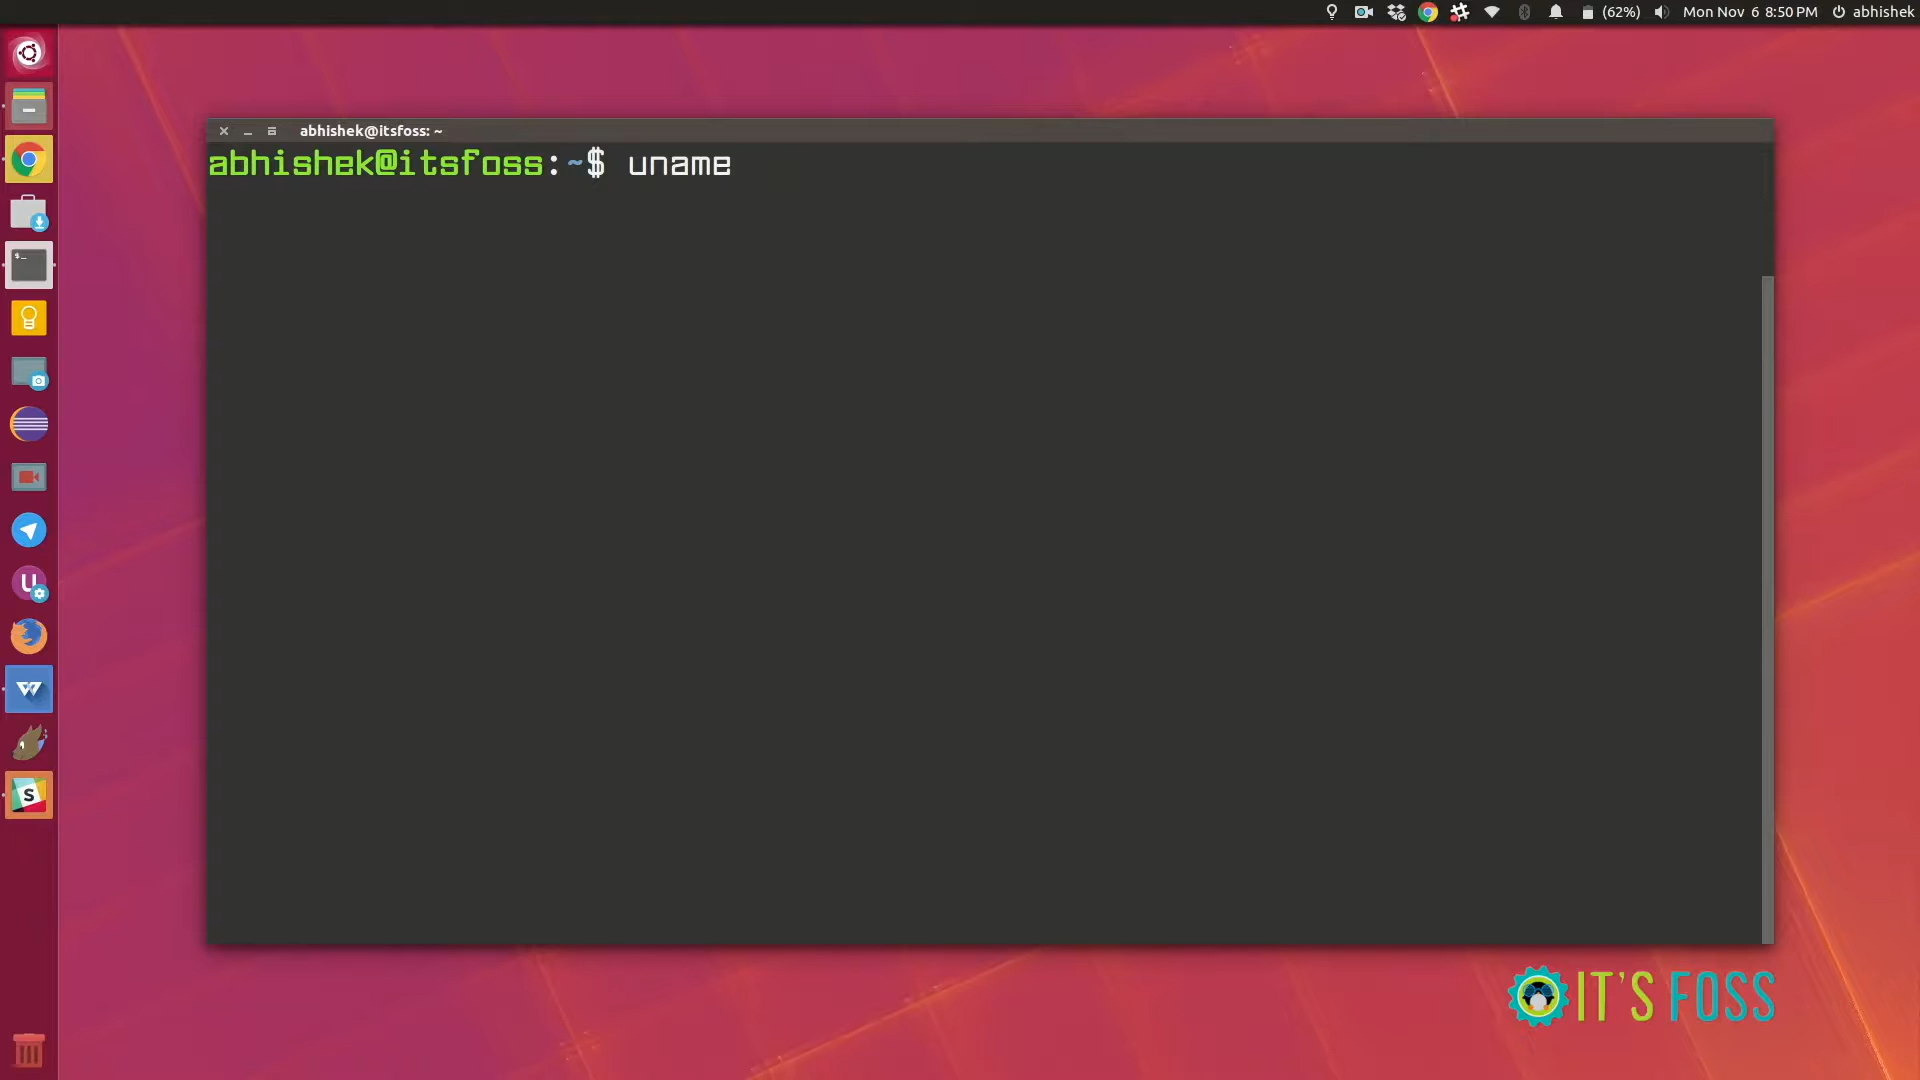 (62%) Mon Nov 6 8:50 PM abhishek
abhishek@itsfoss: ~
abhishek@itsfoss:~$ uname
$_
U
W
S
IT'S FOSS